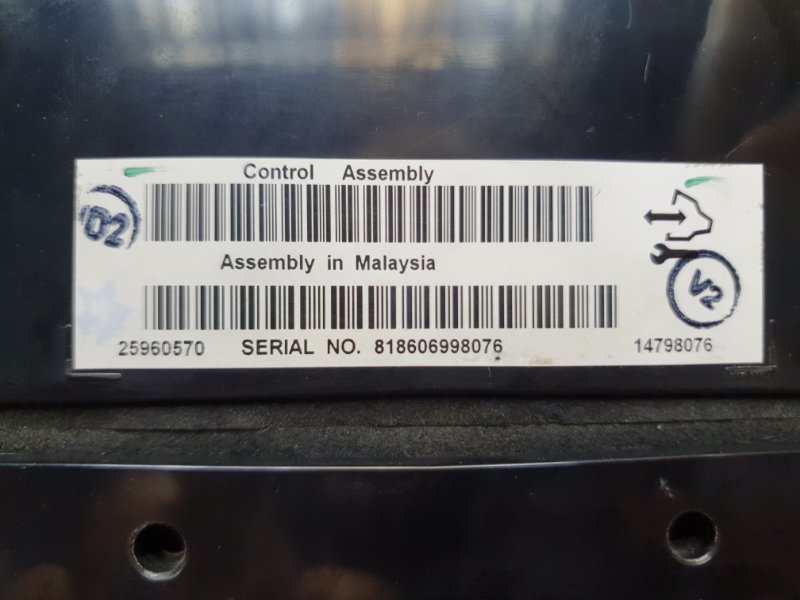 Control Assembly
02
Assembly in Malaysia
V2
25960570 SERIAL NO. 818606998076 14798076